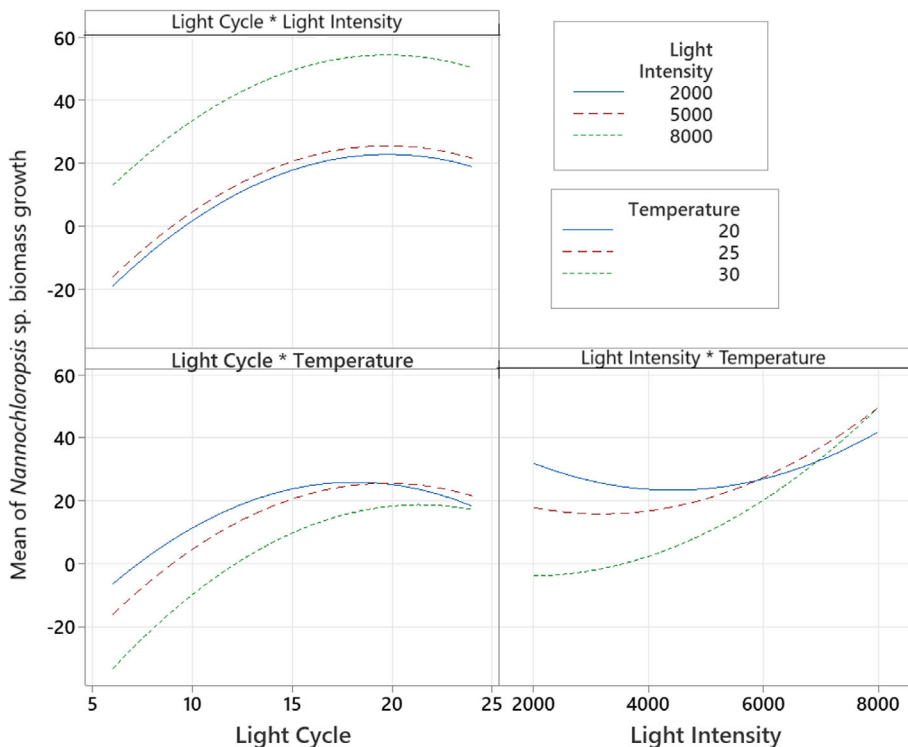 Light Cycle * Light Intensity
60
40
20
0
-20
Light
Intensity
2000
5000
8000
Temperature
20
25
30
Mean of Nannochloropsis sp. biomass growth
Light Cycle * Temperature
Light Intensity * Temperature
60
40
20
0
-20
5 10 15 20 25
2000 4000 6000 8000
Light Cycle
Light Intensity